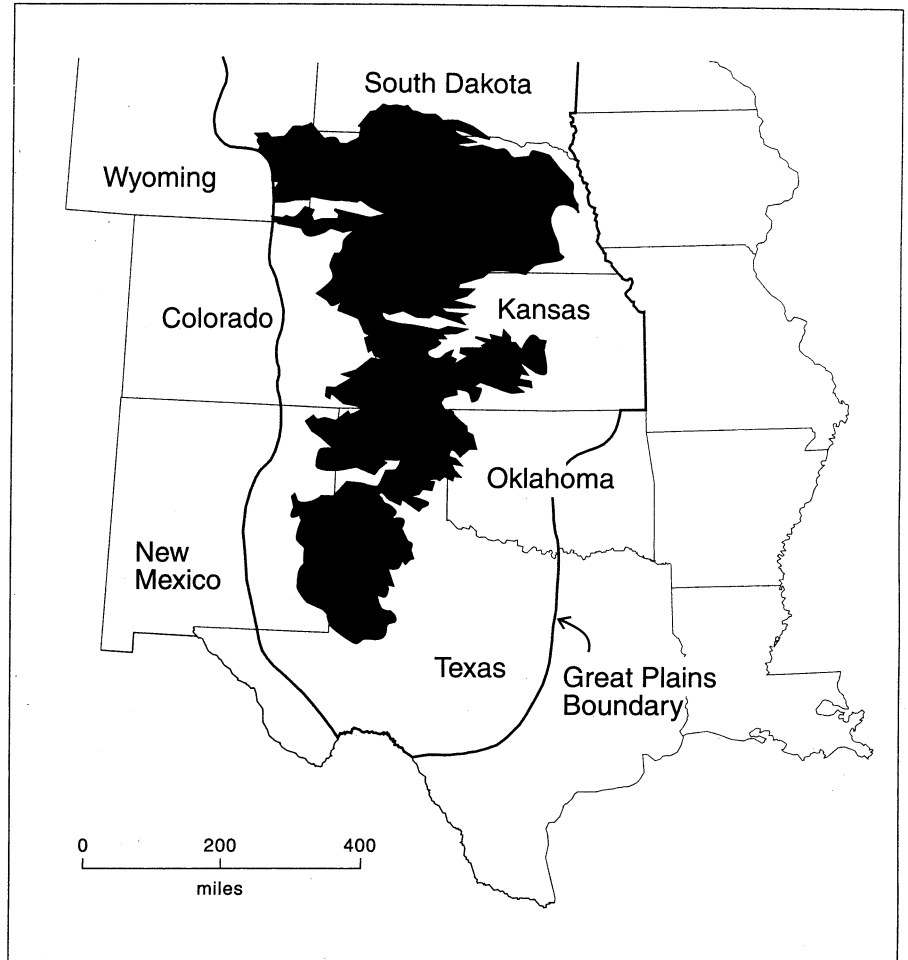 South Dakota
Wyoming
Colorado
Kansas
Oklahoma
New
Mexico
Texas
Great Plains
Boundary
0 200 400
miles